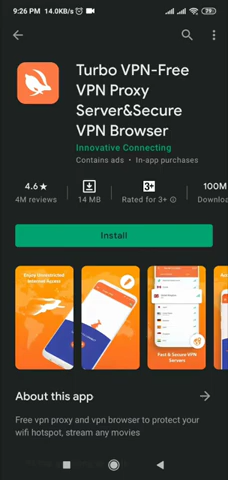 9:26 PM 14.0KB/s
Turbo VPN-Free
VPN Proxy
Server&Secure
VPN Browser
Innovative Connecting
Contains ads • In-app purchases
4.6★
4M reviews
14 MB
3+
Rated for 3+
100M
Downlo
Install
Enjoy Unrestricted
Internet Access
Fast & Secure VPN
Servers
About this app
Free vpn proxy and vpn browser to protect your
wifi hotspot, stream any movies